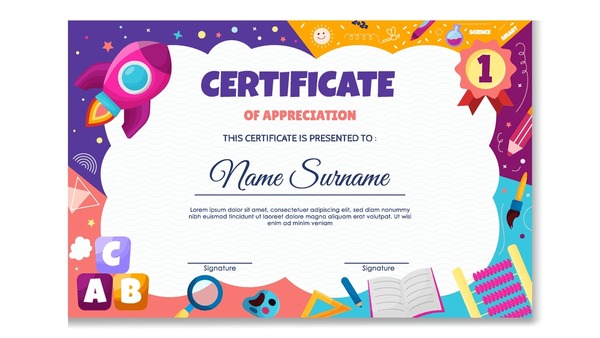 SCIENCE
SMART
1
CERTIFICATE
OF APPRECIATION
THIS CERTIFICATE IS PRESENTED TO :
Name Surname
Lorem ipsum dolor sit amet, consectetuer adipiscing elit, sed diam nonummy nibh
euismod tincidunt ut laoreet dolore magna aliquam erat volutpat. Ut wisi
enim ad minim veniam
Signature
Signature
C
A B